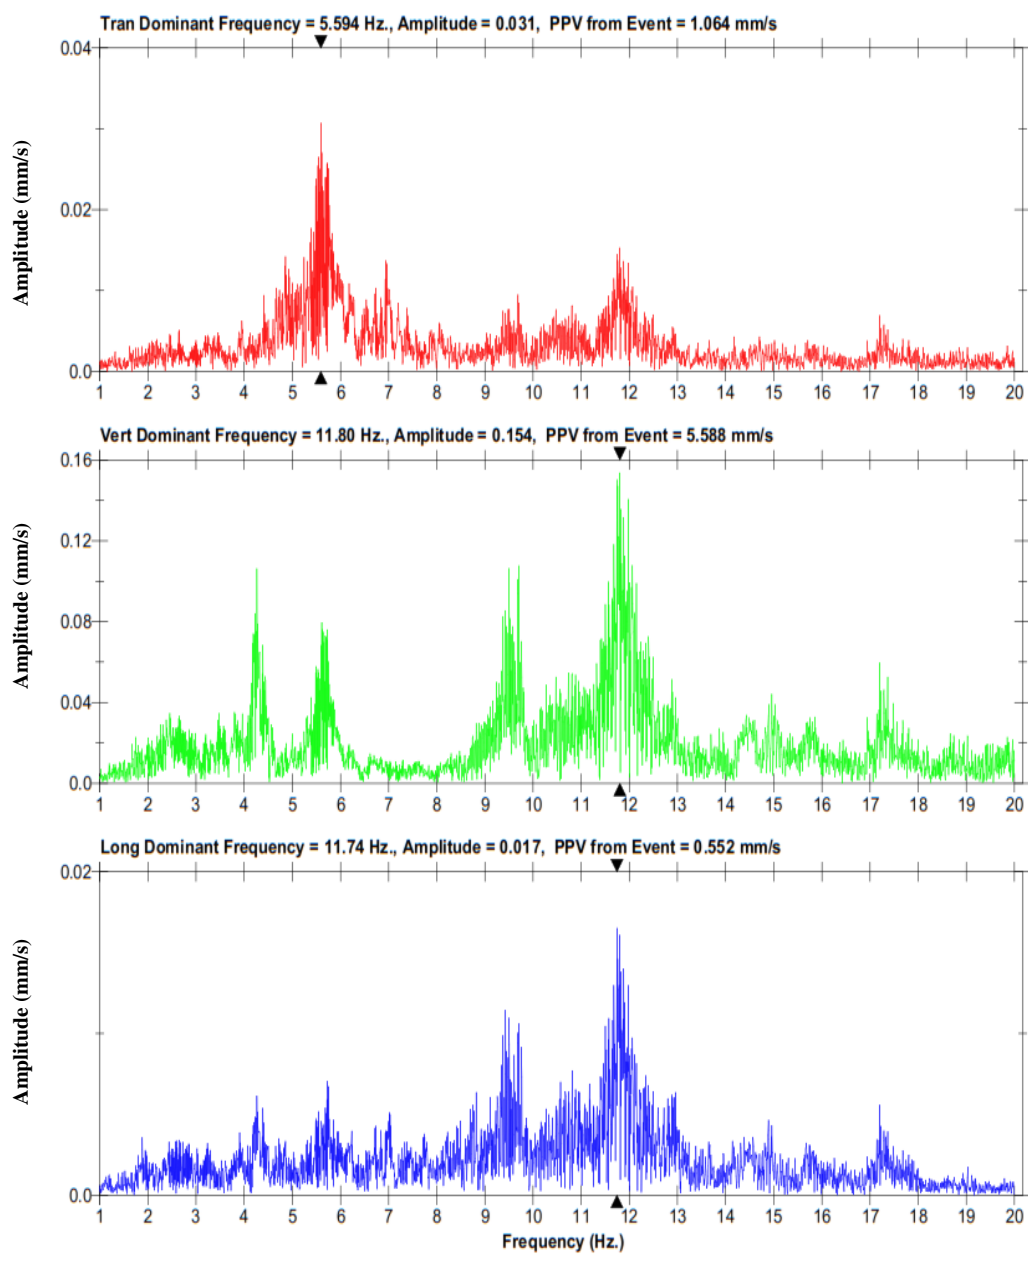 Tran Dominant Frequency = 5.594 Hz., Amplitude = 0.031, PPV from Event = 1.064 mm/s
Amplitude (mm/s)
0.04
0.02
0.0
1 2 3 4 5 6 7 8 9 10 11 12 13 14 15 16 17 18 19 20
Vert Dominant Frequency = 11.80 Hz., Amplitude = 0.154, PPV from Event = 5.588 mm/s
Amplitude (mm/s)
0.16
0.12
0.08
0.04
0.0
1 2 3 4 5 6 7 8 9 10 11 12 13 14 15 16 17 18 19 20
Long Dominant Frequency = 11.74 Hz., Amplitude = 0.017, PPV from Event = 0.552 mm/s
Amplitude (mm/s)
0.02
0.0
1 2 3 4 5 6 7 8 9 10 11 12 13 14 15 16 17 18 19 20
Frequency (Hz.)